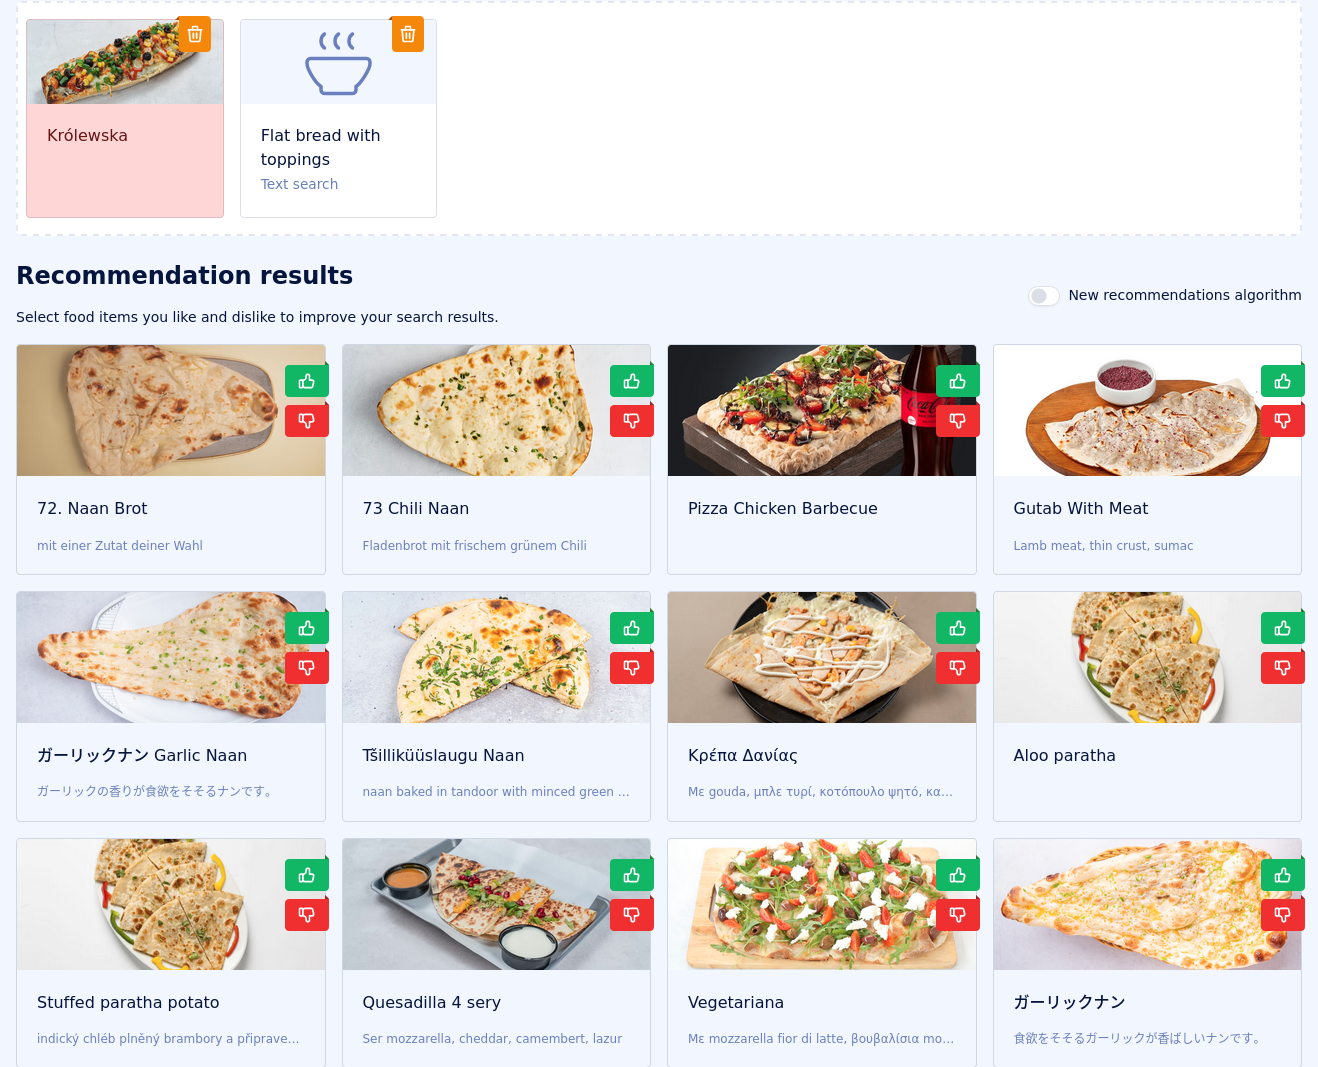 Królewska
Flat bread with
toppings
Text search
Recommendation results
New recommendations algorithm
Select food items you like and dislike to improve your search results.
72. Naan Brot
mit einer Zutat deiner Wahl
73 Chili Naan
Fladenbrot mit frischem grünem Chili
Coca-Cola
Pizza Chicken Barbecue
Gutab With Meat
Lamb meat, thin crust, sumac
ガーリックナン Garlic Naan
ガーリックの香りが食欲をそそるナンです。
Tšilliküüslaugu Naan
naan baked in tandoor with minced green ...
Κρέπα Δανίας
Με gouda, μπλε τυρί, κοτόπουλο ψητό, κα...
Aloo paratha
Stuffed paratha potato
indický chléb plněný brambory a připrave...
Quesadilla 4 sery
Ser mozzarella, cheddar, camembert, lazur
Vegetariana
Με mozzarella fior di latte, βουβαλίσια mo...
ガーリックナン
食欲をそそるガーリックが香ばしいナンです。